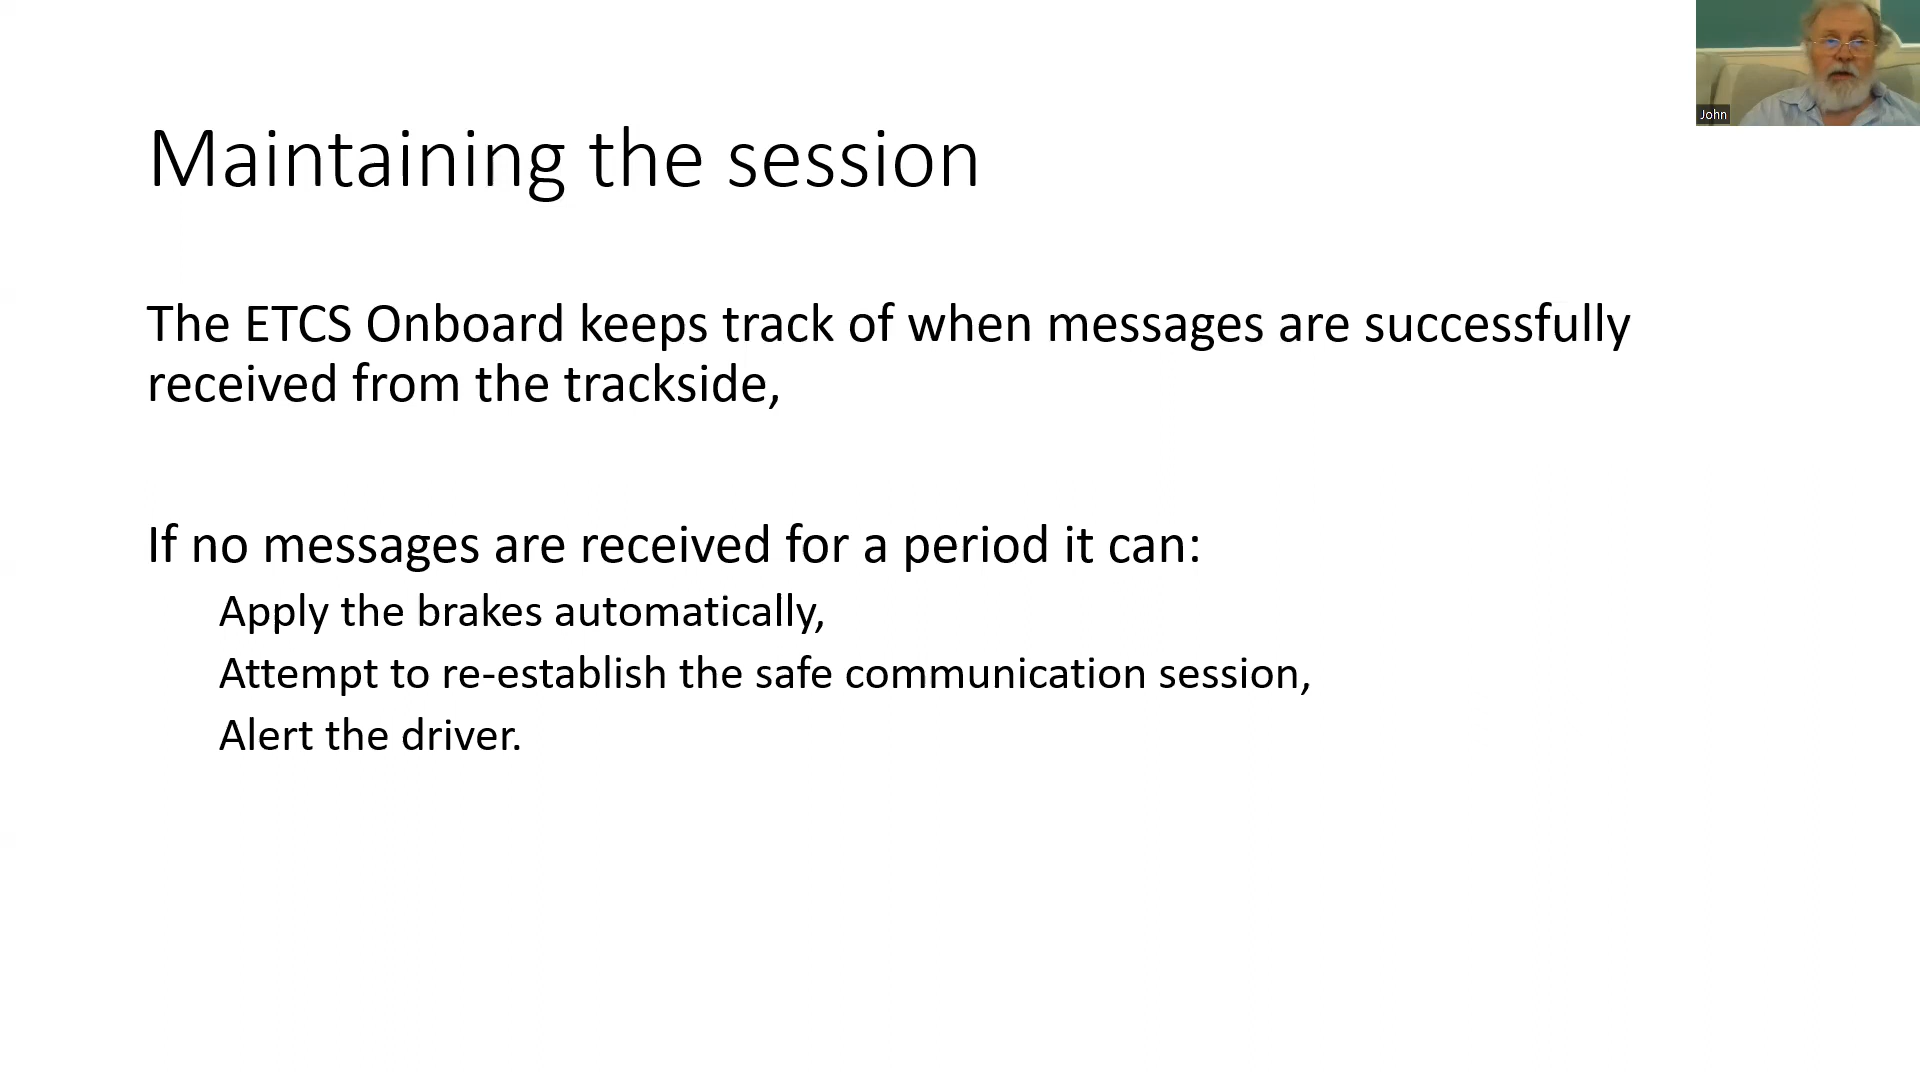 Maintaining the session
John
The ETCS Onboard keeps track of when messages are successfully
received from the trackside,
If no messages are received for a period it can:
Apply the brakes automatically,
Attempt to re-establish the safe communication session,
Alert the driver.